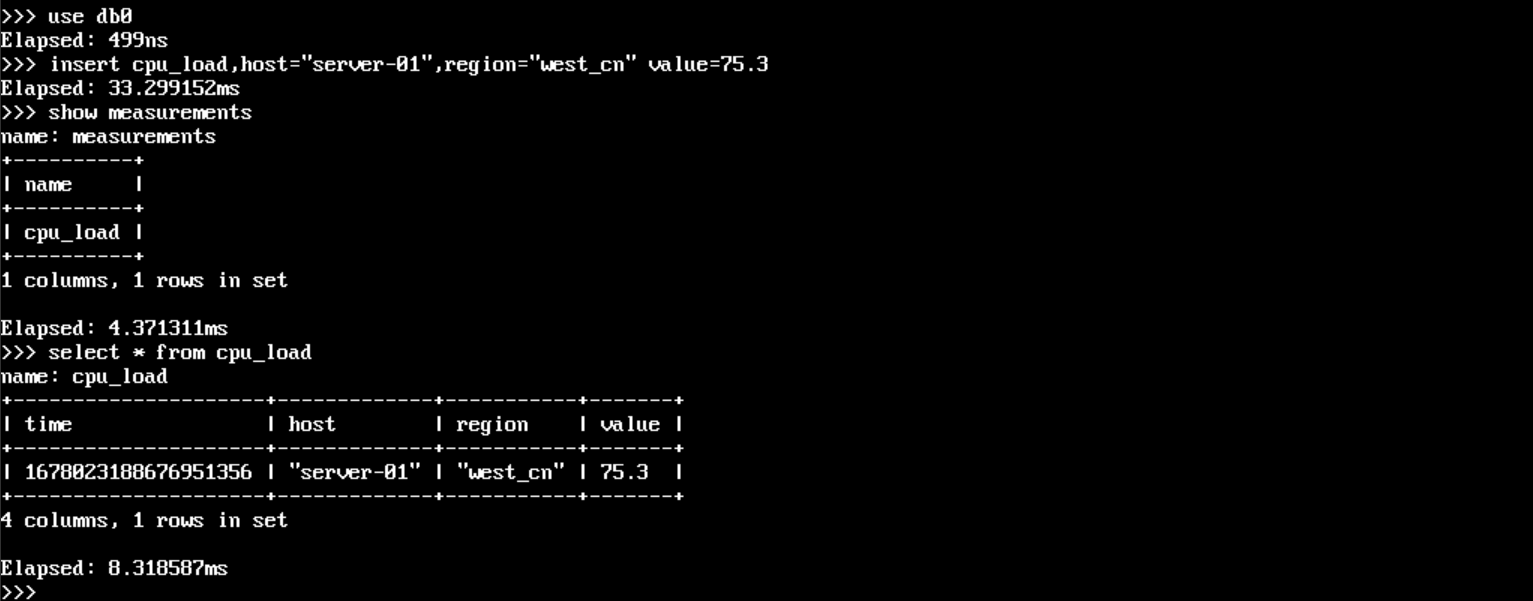 >>> use db0
Elapsed: 499ns
>>> insert cpu_load,host="server-01",region="west_cn" value=75.3
Elapsed: 33.299152ms
>>> show measurements
name: measurements
+----------+
| name     |
+----------+
| cpu_load |
+----------+
1 columns, 1 rows in set

Elapsed: 4.371311ms
>>> select * from cpu_load
name: cpu_load
+---------------------+-------------+-----------+-------+
| time                | host        | region    | value |
+---------------------+-------------+-----------+-------+
| 1678023188676951356 | "server-01" | "west_cn" | 75.3  |
+---------------------+-------------+-----------+-------+
4 columns, 1 rows in set

Elapsed: 8.318587ms
>>>